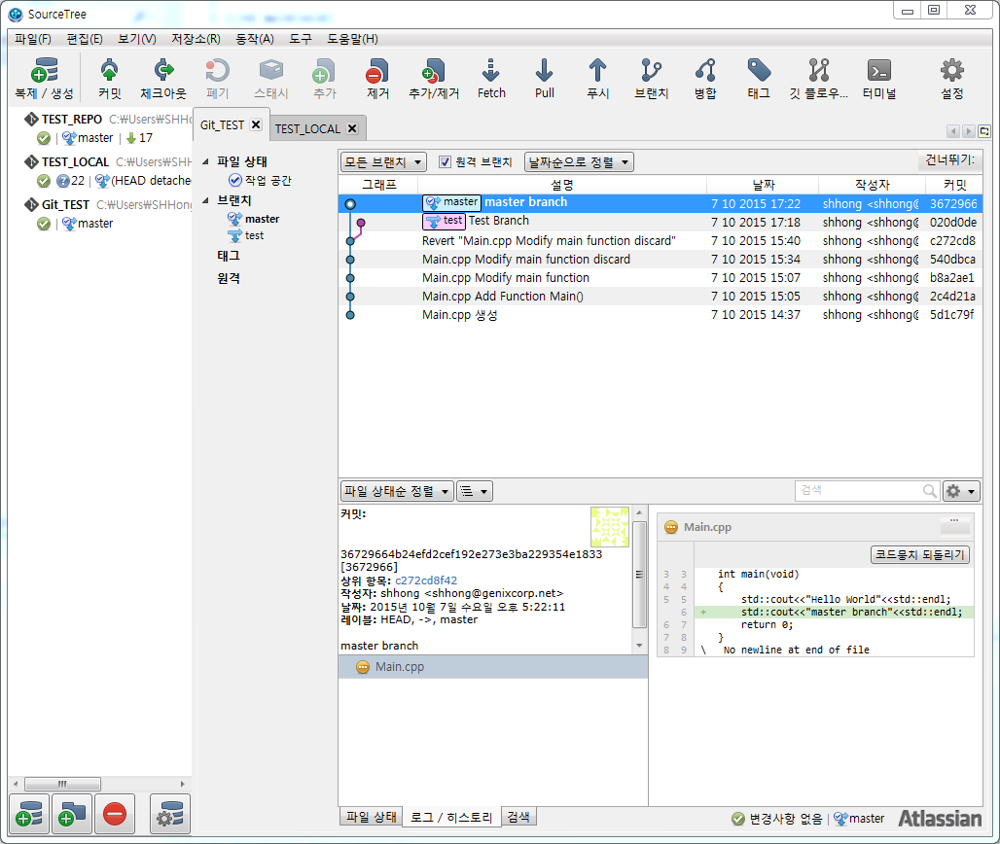 SourceTree
파일(F) 편집(E) 보기(V) 저장소(R) 동작(A) 도구 도움말(H)
복제 / 생성 커밋 체크아웃 폐기 스태시 추가 제거 추가/제거 Fetch Pull 푸시 브랜치 병합 태그 깃 플로우... 터미널 설정
TEST_REPO C:₩Users₩SHHo
master | 17
TEST_LOCAL C:₩Users₩SHH
22 | (HEAD detache
Git_TEST C:₩Users₩SHHong
master
Git_TEST TEST_LOCAL
파일 상태
작업 공간
브랜치
master
test
태그
원격
모든 브랜치 원격 브랜치 날짜순으로 정렬 건너뛰기:
그래프 설명 날짜 작성자 커밋
master master branch 7 10 2015 17:22 shhong <shhong@ 3672966
test Test Branch 7 10 2015 17:18 shhong <shhong@ 020d0de
Revert "Main.cpp Modify main function discard" 7 10 2015 15:40 shhong <shhong@ c272cd8
Main.cpp Modify main function discard 7 10 2015 15:34 shhong <shhong@ 540dbca
Main.cpp Modify main function 7 10 2015 15:07 shhong <shhong@ b8a2ae1
Main.cpp Add Function Main() 7 10 2015 15:05 shhong <shhong@ 2c4d21a
Main.cpp 생성 7 10 2015 14:37 shhong <shhong@ 5d1c79f
파일 상태순 정렬 검색
커밋:
36729664b24efd2cef192e273e3ba229354e1833
[3672966]
상위 항목: c272cd8f42
작성자: shhong <shhong@genixcorp.net>
날짜: 2015년 10월 7일 수요일 오후 5:22:11
레이블: HEAD, ->, master
master branch
Main.cpp
Main.cpp
코드뭉치 되돌리기
3 3 int main(void)
4 4 {
5 5 std::cout<<"Hello World"<<std::endl;
6 + std::cout<<"master branch"<<std::endl;
6 7 return 0;
7 8 }
8 9 \ No newline at end of file
파일 상태 로그 / 히스토리 검색
변경사항 없음 | master Atlassian